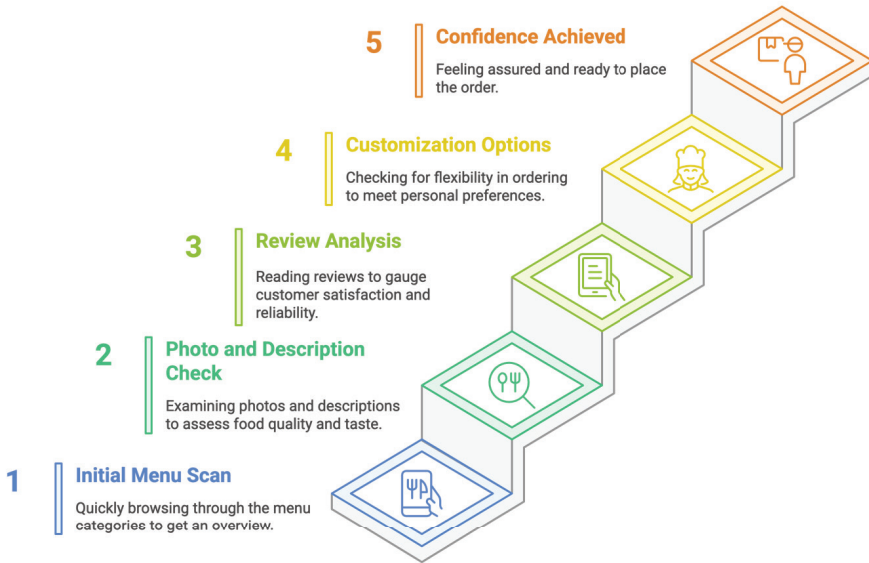 5
Confidence Achieved
Feeling assured and ready to place
the order.
4
Customization Options
Checking for flexibility in ordering
to meet personal preferences.
3
Review Analysis
Reading reviews to gauge
customer satisfaction and
reliability.
2
Photo and Description
Check
Examining photos and descriptions
to assess food quality and taste.
1
Initial Menu Scan
Quickly browsing through the menu
categories to get an overview.